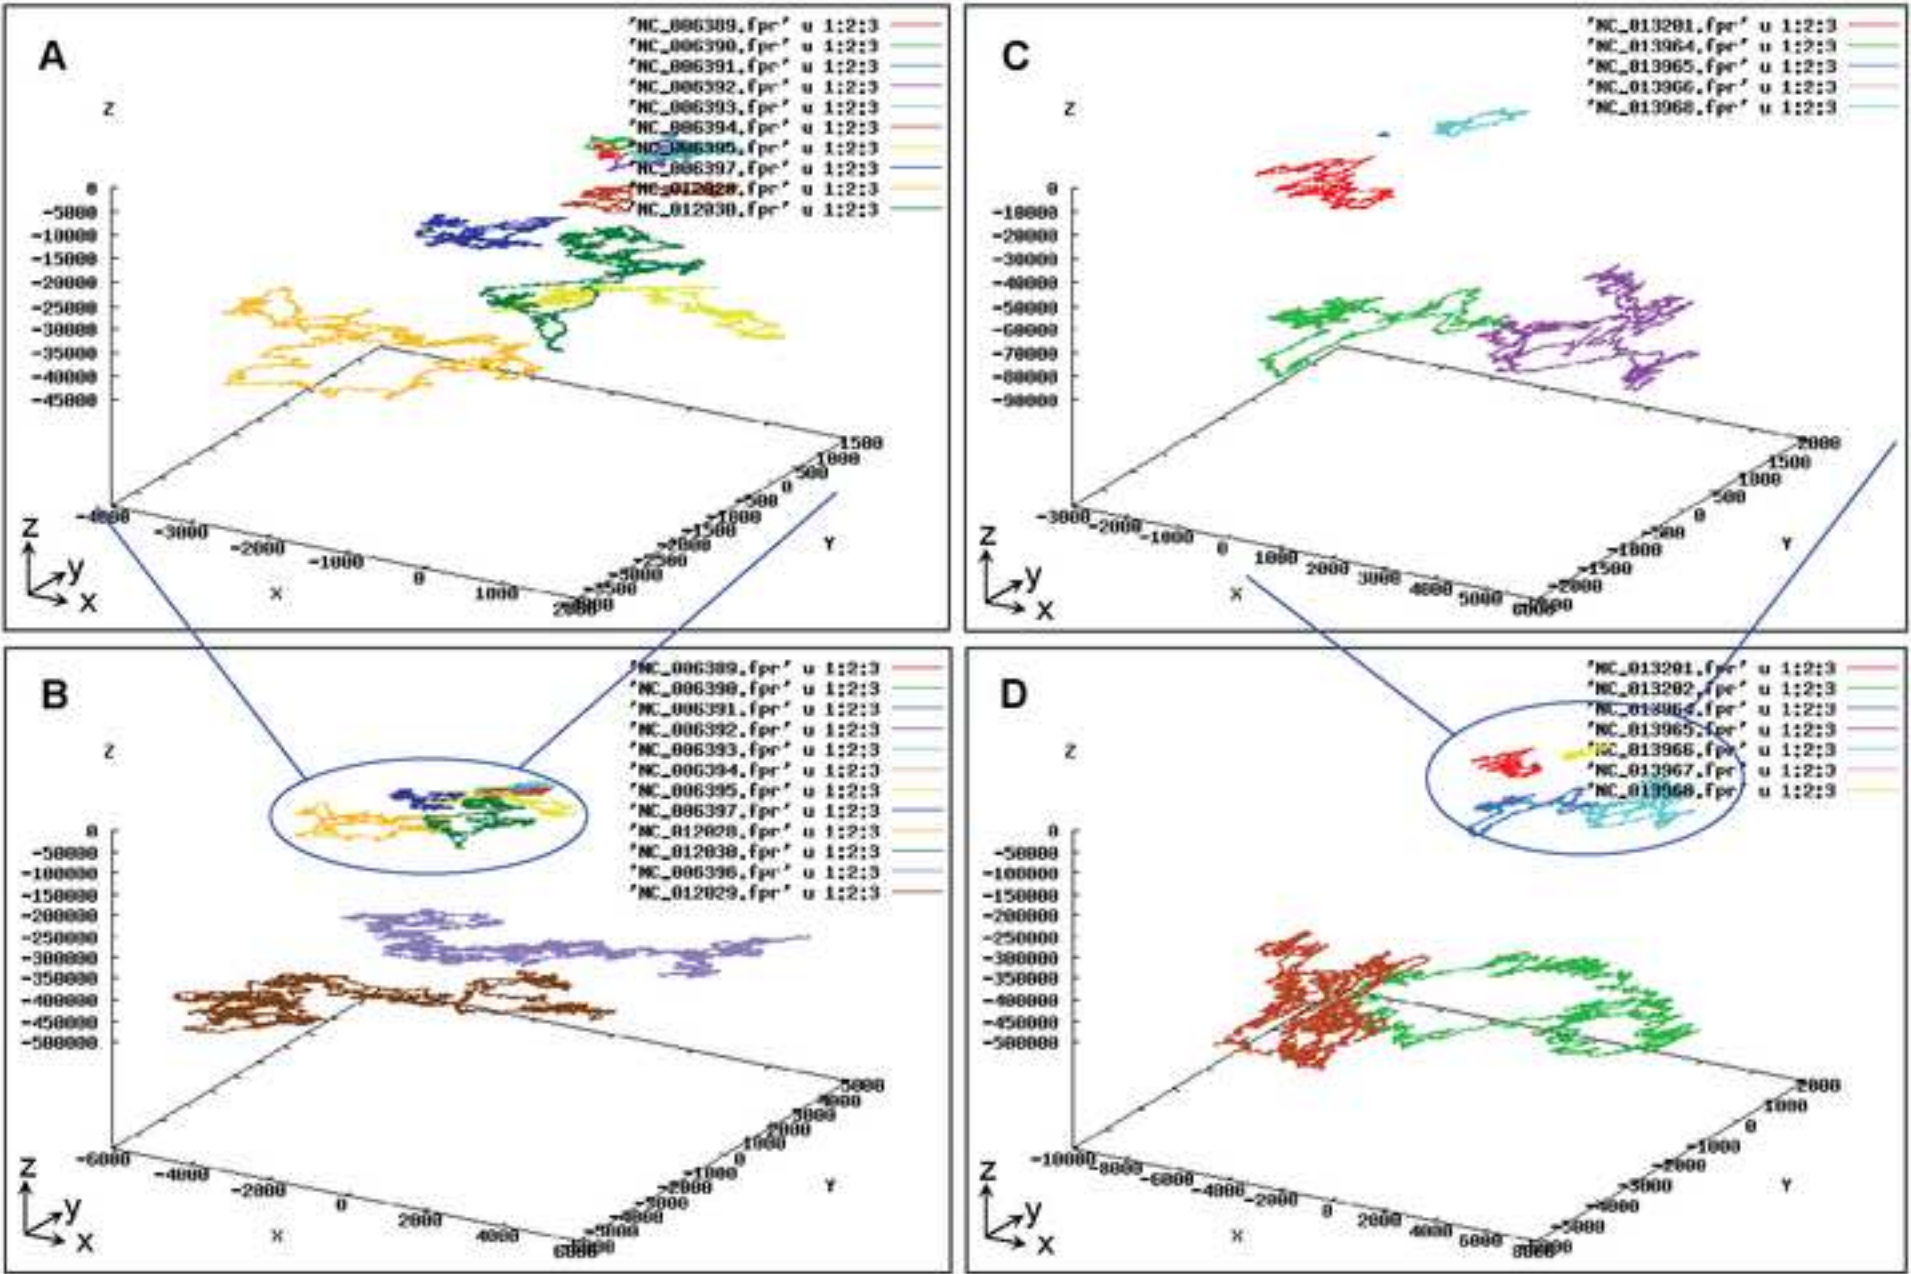 A
'NC_006389.fpr' u 1:2:3
'NC_006390.fpr' u 1:2:3
'NC_006391.fpr' u 1:2:3
'NC_006392.fpr' u 1:2:3
'NC_006393.fpr' u 1:2:3
'NC_006394.fpr' u 1:2:3
'NC_006395.fpr' u 1:2:3
'NC_006397.fpr' u 1:2:3
'NC_012028.fpr' u 1:2:3
'NC_012030.fpr' u 1:2:3
Z
0
-5000
-10000
-15000
-20000
-25000
-30000
-35000
-40000
-45000
1500
1000
500
0
-500
-1000
-1500
-2000
-2500
-3000
Y
-4000
-3000
-2000
-1000
0
1000
2000
X
Z
y
x
C
'NC_013201.fpr' u 1:2:3
'NC_013964.fpr' u 1:2:3
'NC_013965.fpr' u 1:2:3
'NC_013966.fpr' u 1:2:3
'NC_013968.fpr' u 1:2:3
Z
0
-10000
-20000
-30000
-40000
-50000
-60000
-70000
-80000
-90000
2000
1500
1000
500
0
-500
-1000
-1500
-2000
Y
-3000
-2000
-1000
0
1000
2000
3000
4000
5000
6000
X
Z
y
x
B
'NC_006389.fpr' u 1:2:3
'NC_006390.fpr' u 1:2:3
'NC_006391.fpr' u 1:2:3
'NC_006392.fpr' u 1:2:3
'NC_006393.fpr' u 1:2:3
'NC_006394.fpr' u 1:2:3
'NC_006395.fpr' u 1:2:3
'NC_006397.fpr' u 1:2:3
'NC_012028.fpr' u 1:2:3
'NC_012030.fpr' u 1:2:3
'NC_006396.fpr' u 1:2:3
'NC_012029.fpr' u 1:2:3
Z
0
-50000
-100000
-150000
-200000
-250000
-300000
-350000
-400000
-450000
-500000
5000
4000
3000
2000
1000
0
-1000
-2000
-3000
-4000
-5000
Y
-6000
-4000
-2000
0
2000
4000
6000
X
Z
y
x
D
'NC_013201.fpr' u 1:2:3
'NC_013202.fpr' u 1:2:3
'NC_013964.fpr' u 1:2:3
'NC_013965.fpr' u 1:2:3
'NC_013966.fpr' u 1:2:3
'NC_013967.fpr' u 1:2:3
'NC_013968.fpr' u 1:2:3
Z
0
-50000
-100000
-150000
-200000
-250000
-300000
-350000
-400000
-450000
-500000
2000
1000
0
-1000
-2000
-3000
-4000
-5000
Y
-10000
-8000
-6000
-4000
-2000
0
2000
4000
6000
8000
X
Z
y
x